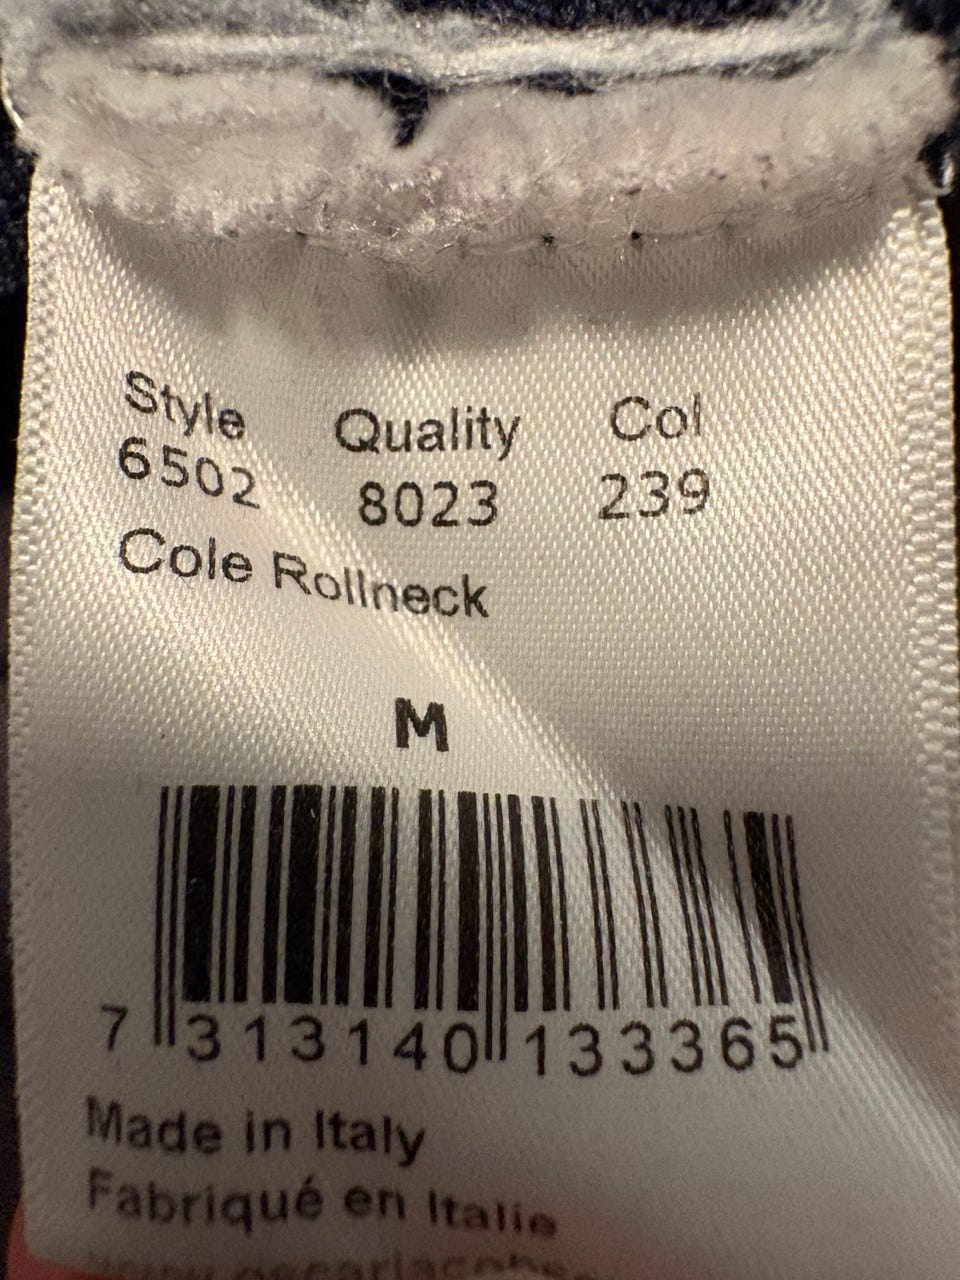 Style Quality Col
6502 8023 239
Cole Rollneck
M
7 313140 133365
Made in Italy
Fabriqué en Italie